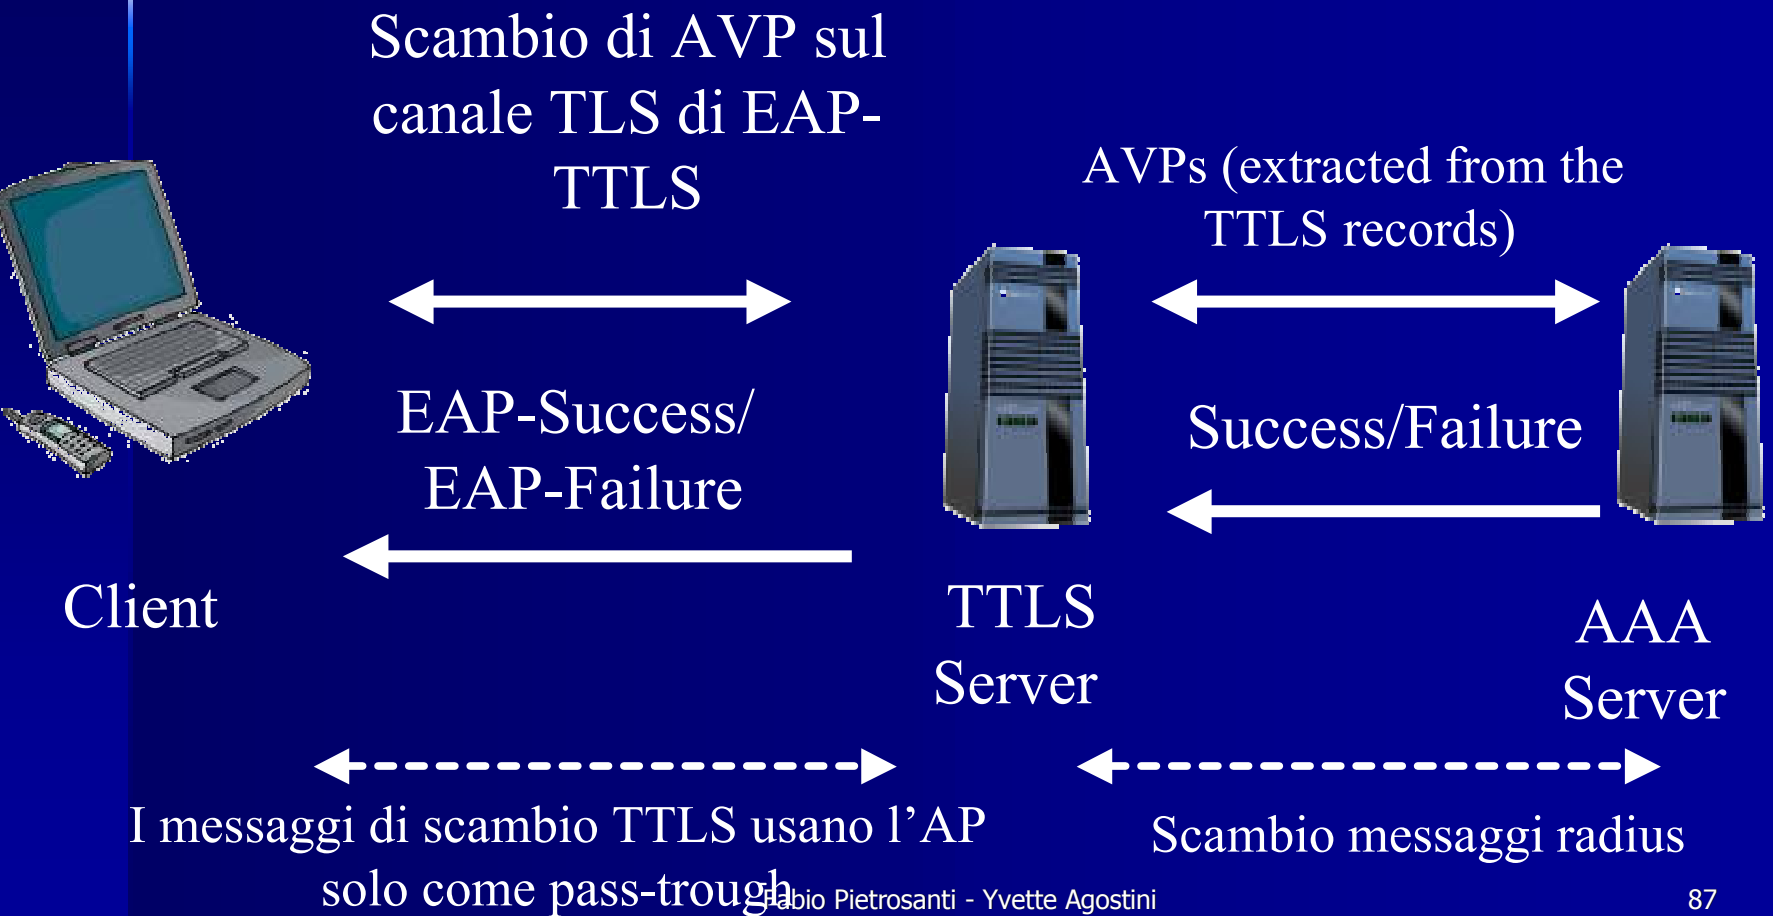 Scambio di AVP sul
canale TLS di EAP-
TTLS
AVPs (extracted from the
TTLS records)
EAP-Success/
EAP-Failure
Success/Failure
Client
TTLS
Server
AAA
Server
I messaggi di scambio TTLS usano l’AP
solo come pass-trough
Scambio messaggi radius
Fabio Pietrosanti - Yvette Agostini
87